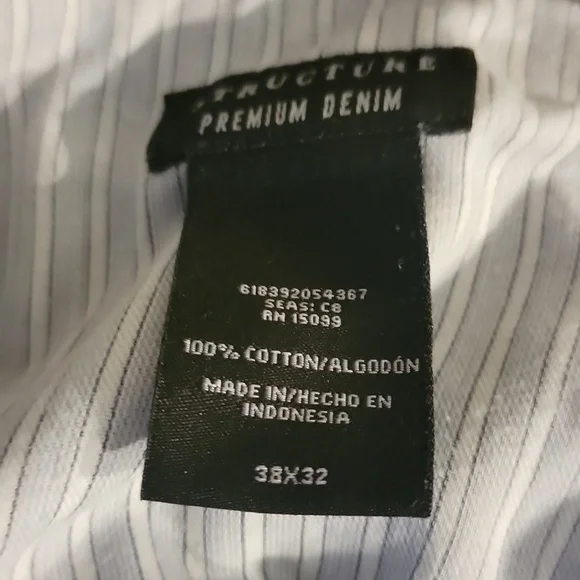 STRUCTURE
PREMIUM DENIM
618392054367
SEAS: C8
RN 15099
100% COTTON/ALGODÓN
MADE IN/HECHO EN
INDONESIA
38X32